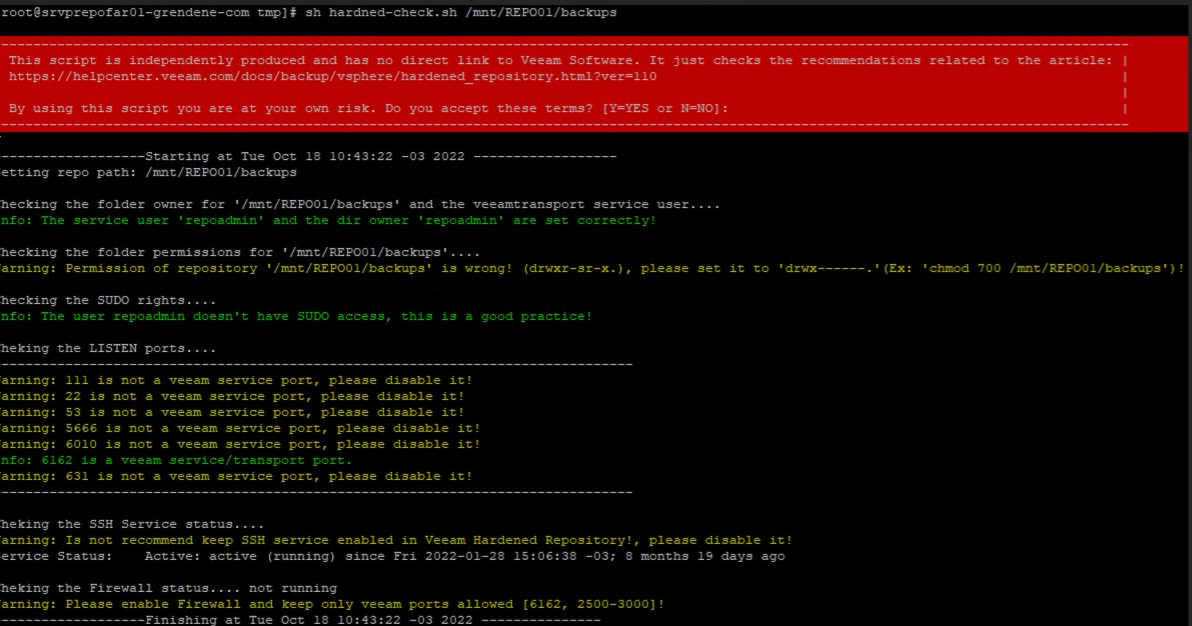 root@srvprepofar01-grendene-com tmp]# sh hardned-check.sh /mnt/REPO01/backups
--------------------------------------------------------------------------------------------------------------------------------------------
This script is independently produced and has no direct link to Veeam Software. It just checks the recommendations related to the article: |
https://helpcenter.veeam.com/docs/backup/vsphere/hardened_repository.html?ver=110 |
|
By using this script you are at your own risk. Do you accept these terms? [Y=YES or N=NO]: |
--------------------------------------------------------------------------------------------------------------------------------------------
------------------Starting at Tue Oct 18 10:43:22 -03 2022 ------------------
etting repo path: /mnt/REPO01/backups
hecking the folder owner for '/mnt/REPO01/backups' and the veeamtransport service user....
nfo: The service user 'repoadmin' and the dir owner 'repoadmin' are set correctly!
hecking the folder permissions for '/mnt/REPO01/backups'....
arning: Permission of repository '/mnt/REPO01/backups' is wrong! (drwxr-sr-x.), please set it to 'drwx------.'(Ex: 'chmod 700 /mnt/REPO01/backups')!
hecking the SUDO rights....
nfo: The user repoadmin doesn't have SUDO access, this is a good practice!
heking the LISTEN ports....
-------------------------------------------------------------------------------
arning: 111 is not a veeam service port, please disable it!
arning: 22 is not a veeam service port, please disable it!
arning: 53 is not a veeam service port, please disable it!
arning: 5666 is not a veeam service port, please disable it!
arning: 6010 is not a veeam service port, please disable it!
nfo: 6162 is a veeam service/transport port.
arning: 631 is not a veeam service port, please disable it!
-------------------------------------------------------------------------------
heking the SSH Service status....
arning: Is not recommend keep SSH service enabled in Veeam Hardened Repository!, please disable it!
ervice Status:    Active: active (running) since Fri 2022-01-28 15:06:38 -03; 8 months 19 days ago
heking the Firewall status.... not running
arning: Please enable Firewall and keep only veeam ports allowed [6162, 2500-3000]!
------------------Finishing at Tue Oct 18 10:43:22 -03 2022 ---------------